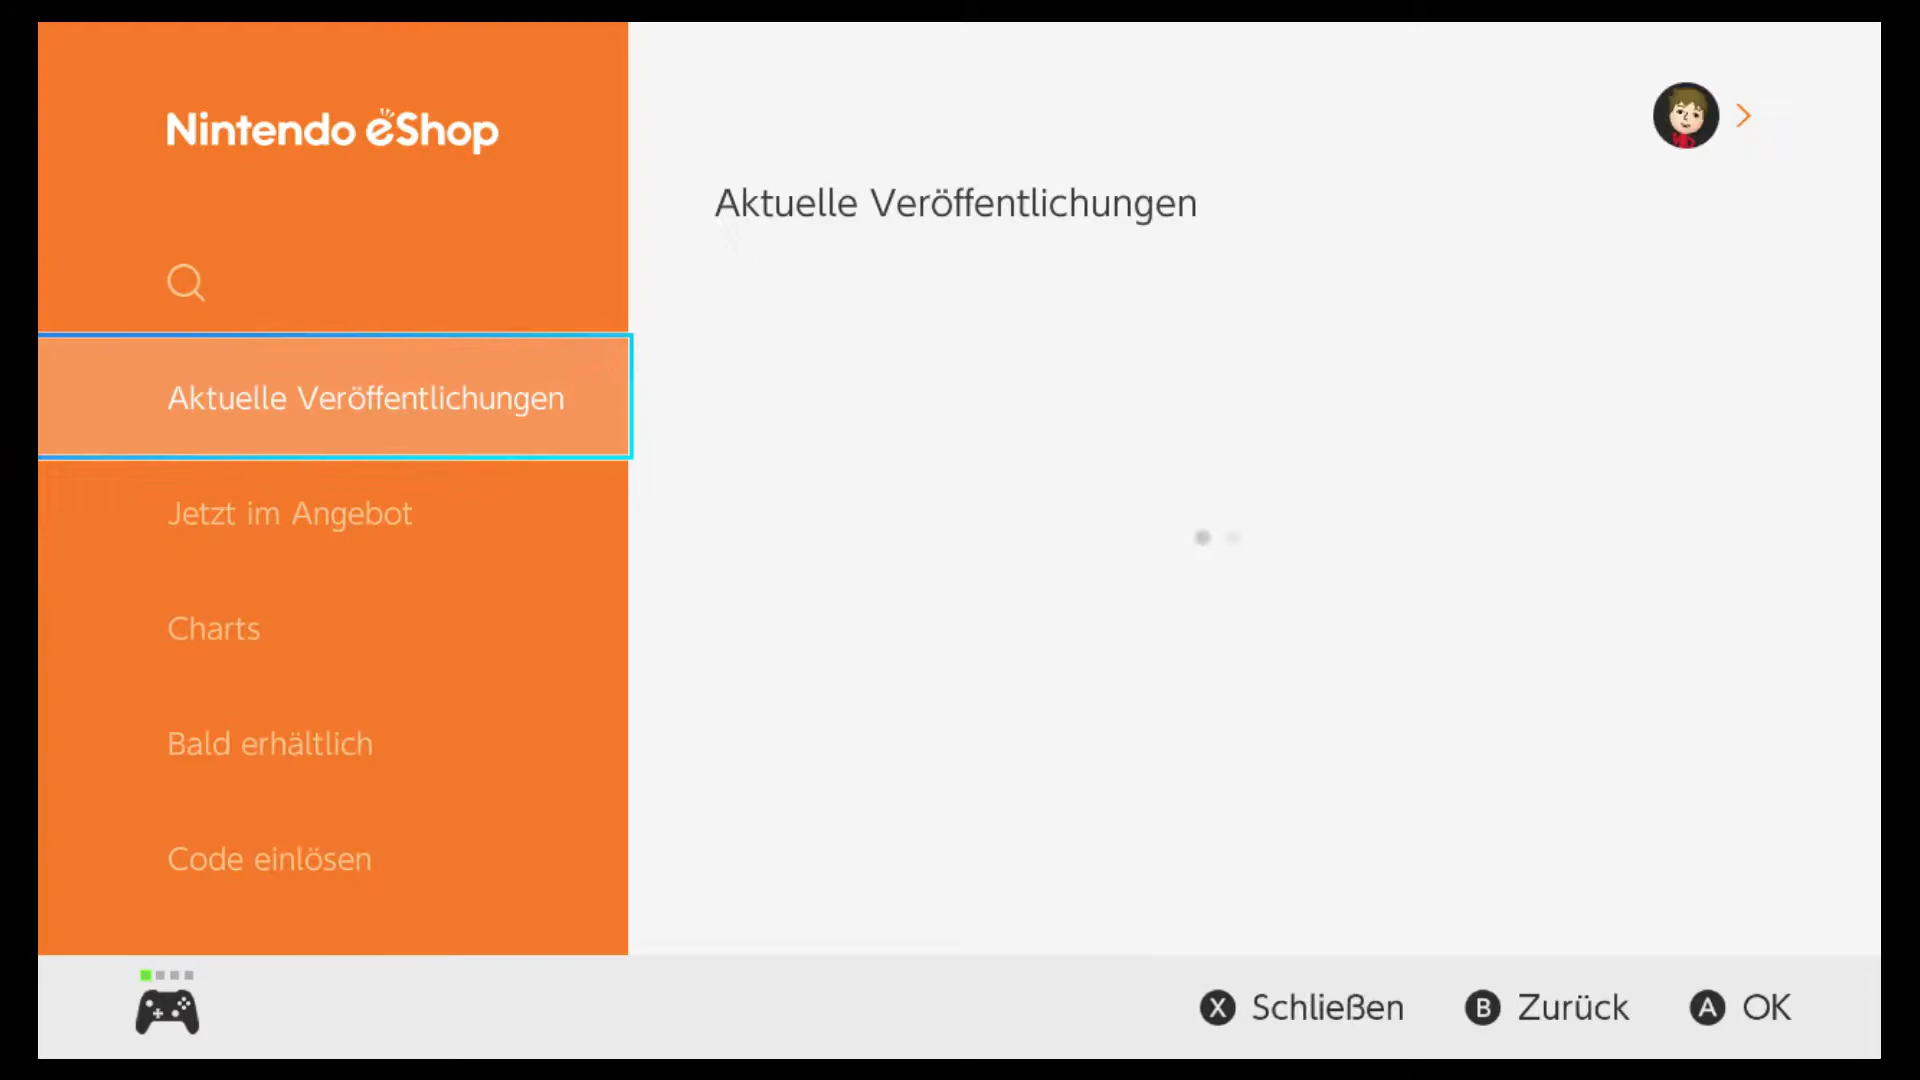 Nintendo eShop
Aktuelle Veröffentlichungen
Aktuelle Veröffentlichungen
Jetzt im Angebot
Charts
Bald erhältlich
Code einlösen
X Schließen B Zurück A OK